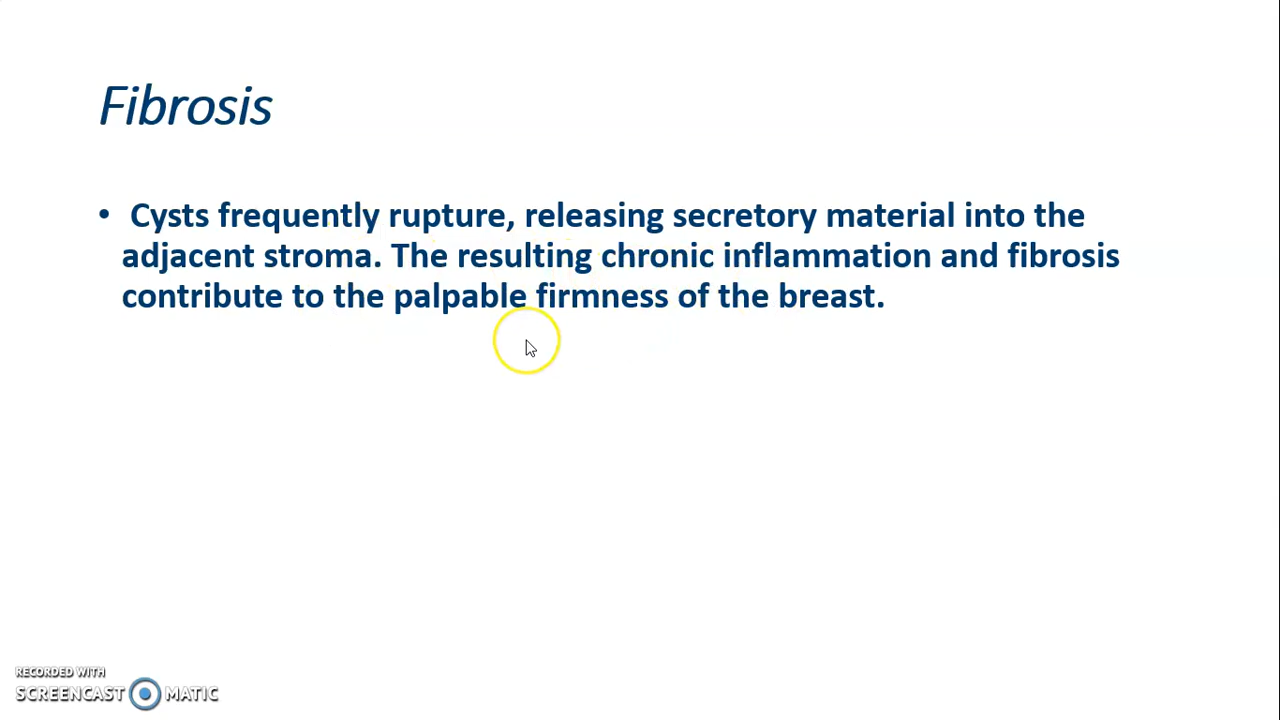 Fibrosis
• Cysts frequently rupture, releasing secretory material into the
adjacent stroma. The resulting chronic inflammation and fibrosis
contribute to the palpable firmness of the breast.
RECORDED WITH
SCREENCAST MATIC